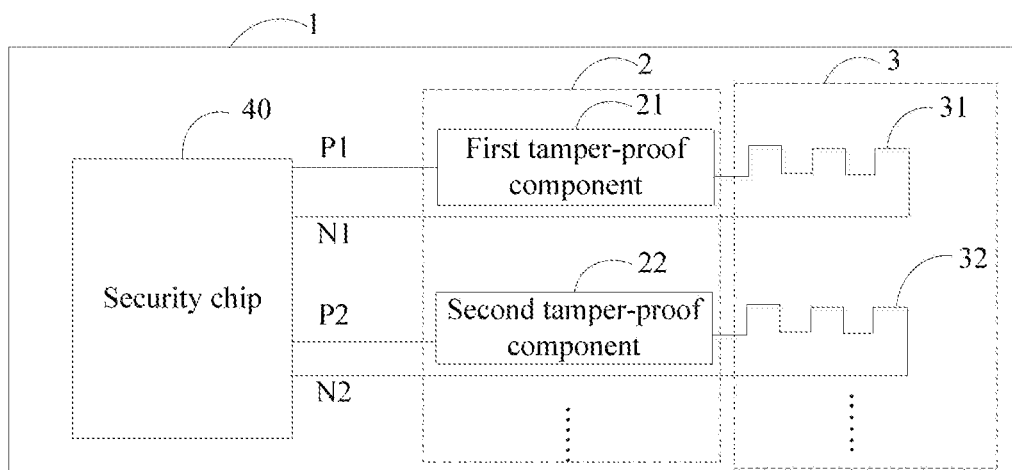 1
2
3
40
21
31
P1
First tamper-proof
component
N1
22
32
Security chip
P2
Second tamper-proof
component
N2